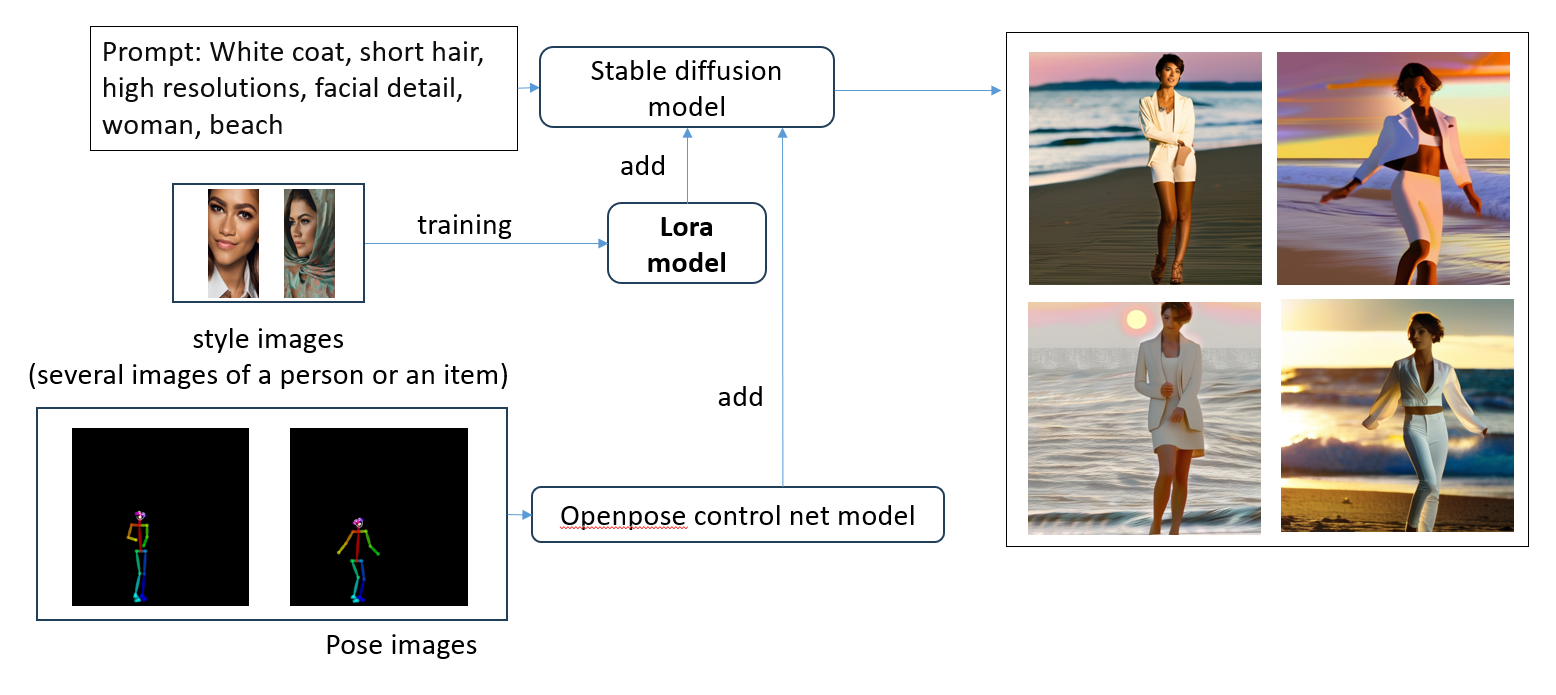 Prompt: White coat, short hair,
high resolutions, facial detail,
woman, beach
Stable diffusion
model
add
training
Lora
model
style images
(several images of a person or an item)
add
Openpose control net model
Pose images